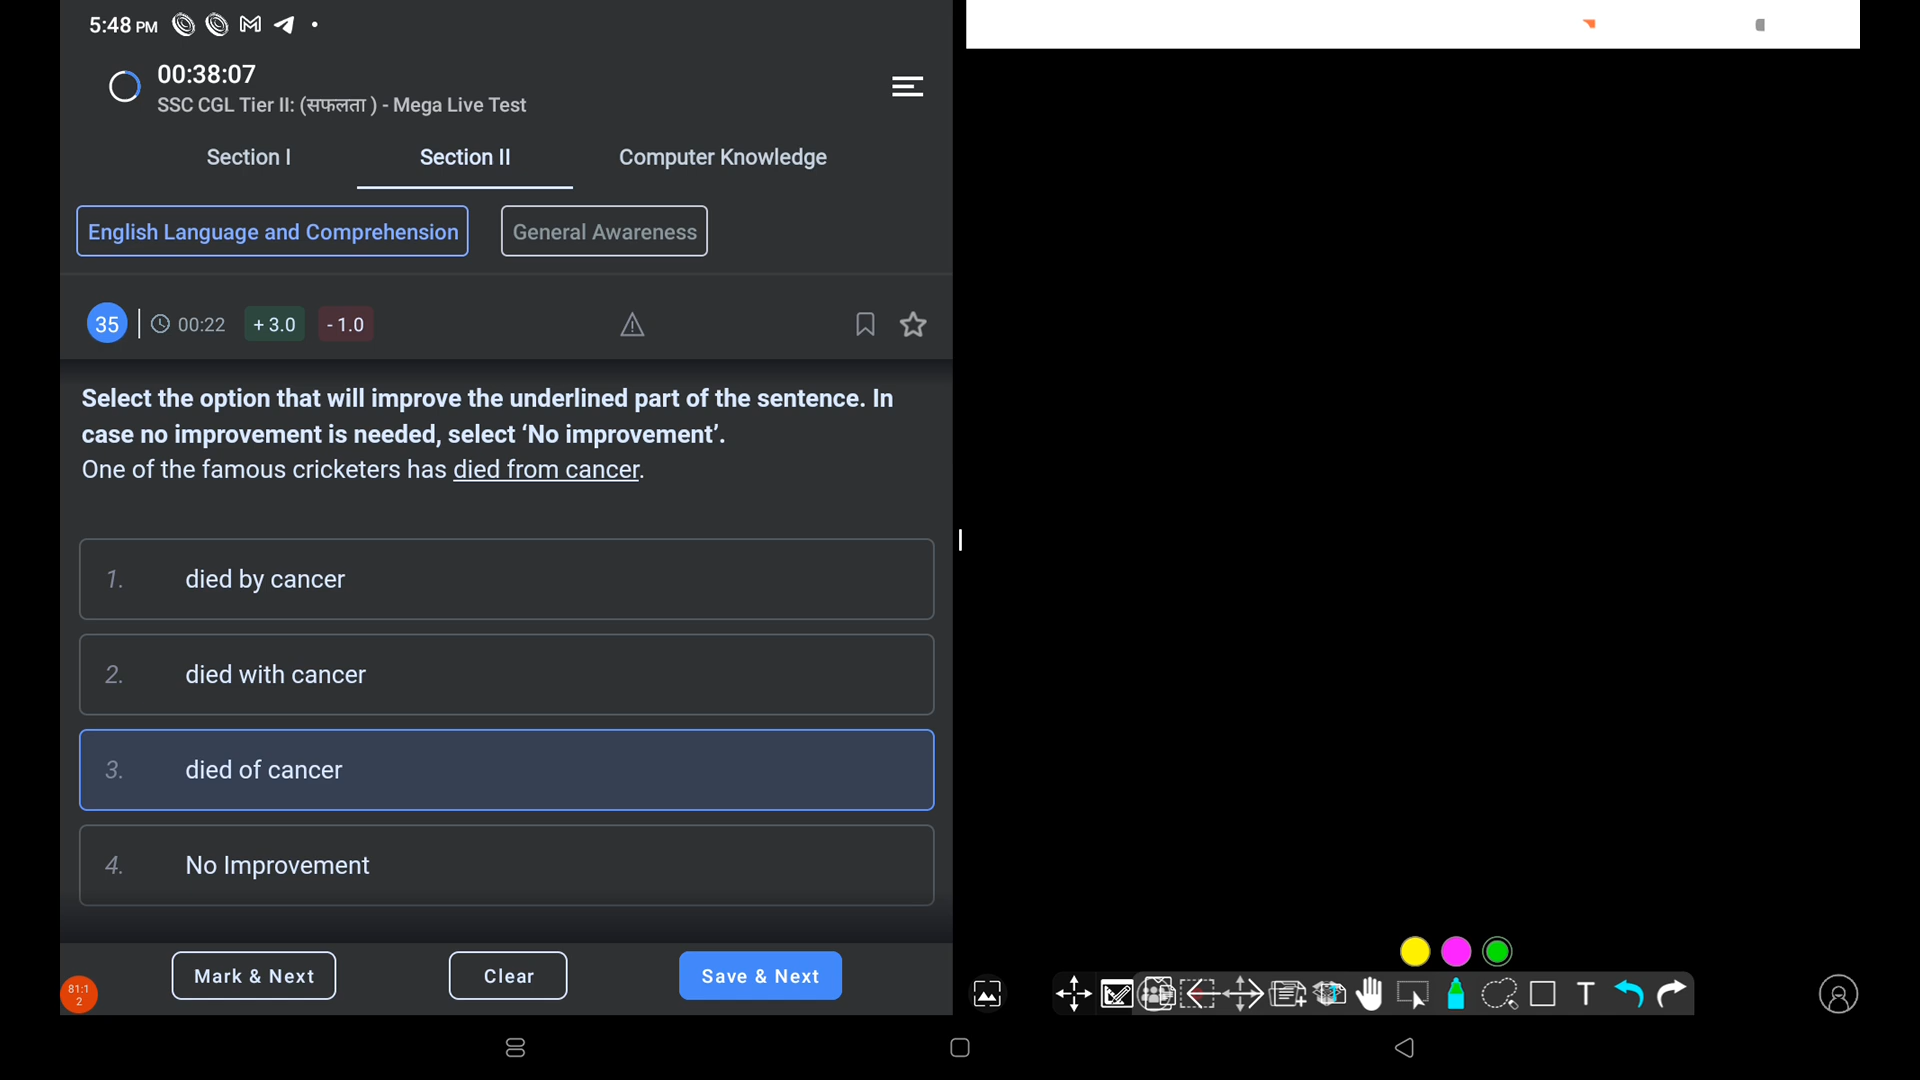 5:48 PM
00:38:07
SSC CGL Tier II: (सफलता ) - Mega Live Test
Section I
Section II
Computer Knowledge
English Language and Comprehension
General Awareness
35
00:22
+ 3.0
- 1.0
Select the option that will improve the underlined part of the sentence. In
case no improvement is needed, select ‘No improvement’.
One of the famous cricketers has died from cancer.
1. died by cancer
2. died with cancer
3. died of cancer
4. No Improvement
Mark & Next
Clear
Save & Next
81:1
2
T